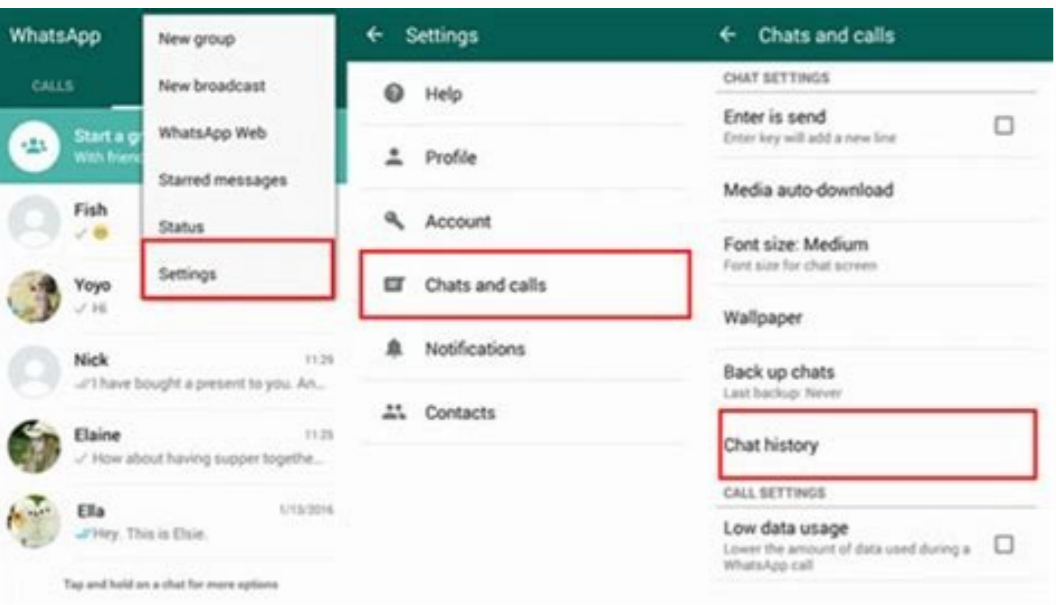 WhatsApp
CALLS
New group
New broadcast
WhatsApp Web
Starred messages
Status
Settings
Start a g
With frien
Fish
Yoyo
Hi
Nick
11:29
I have bought a present to you. An...
Elaine
11:25
How about having supper togethe...
Ella
1/13/2016
Hey. This is Elsie.
Tap and hold on a chat for more options
Settings
Help
Profile
Account
Chats and calls
Notifications
Contacts
Chats and calls
CHAT SETTINGS
Enter is send
Enter key will add a new line
Media auto-download
Font size: Medium
Font size for chat screen
Wallpaper
Back up chats
Last backup: Never
Chat history
CALL SETTINGS
Low data usage
Lower the amount of data used during a
WhatsApp call